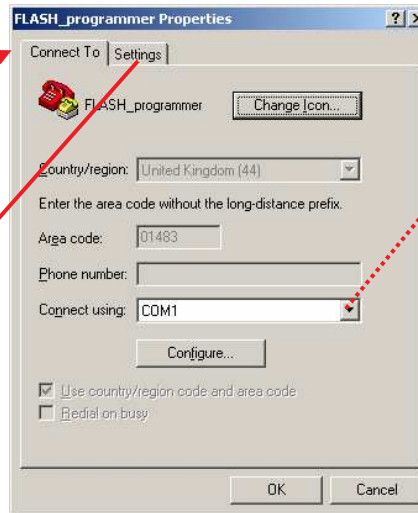 FLASH_programmer Properties
Connect To Settings
FLASH_programmer Change Icon...
Country/region: United Kingdom (44)
Enter the area code without the long-distance prefix.
Area code: 01483
Phone number:
Connect using: COM1
Configure...
Use country/region code and area code
Redial on busy
OK Cancel